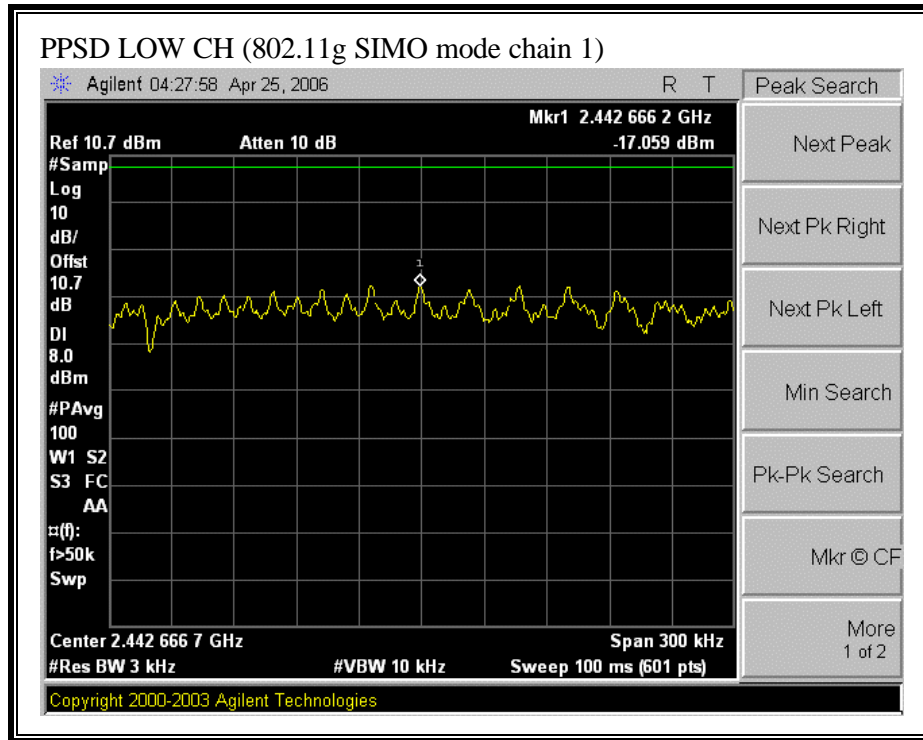 PPSD LOW CH (802.11g SIMO mode chain 1)
Agilent 04:27:58 Apr 25, 2006 R T
Peak Search
Mkr1 2.442 666 2 GHz
Ref 10.7 dBm Atten 10 dB -17.059 dBm
#Samp
Log
10
dB/
Offst
10.7
dB
DI
8.0
dBm
#PAvg
100
W1 S2
S3 FC
AA
¤(f):
f>50k
Swp
1
Center 2.442 666 7 GHz Span 300 kHz
#Res BW 3 kHz #VBW 10 kHz Sweep 100 ms (601 pts)
Copyright 2000-2003 Agilent Technologies
Next Peak
Next Pk Right
Next Pk Left
Min Search
Pk-Pk Search
Mkr © CF
More
1 of 2